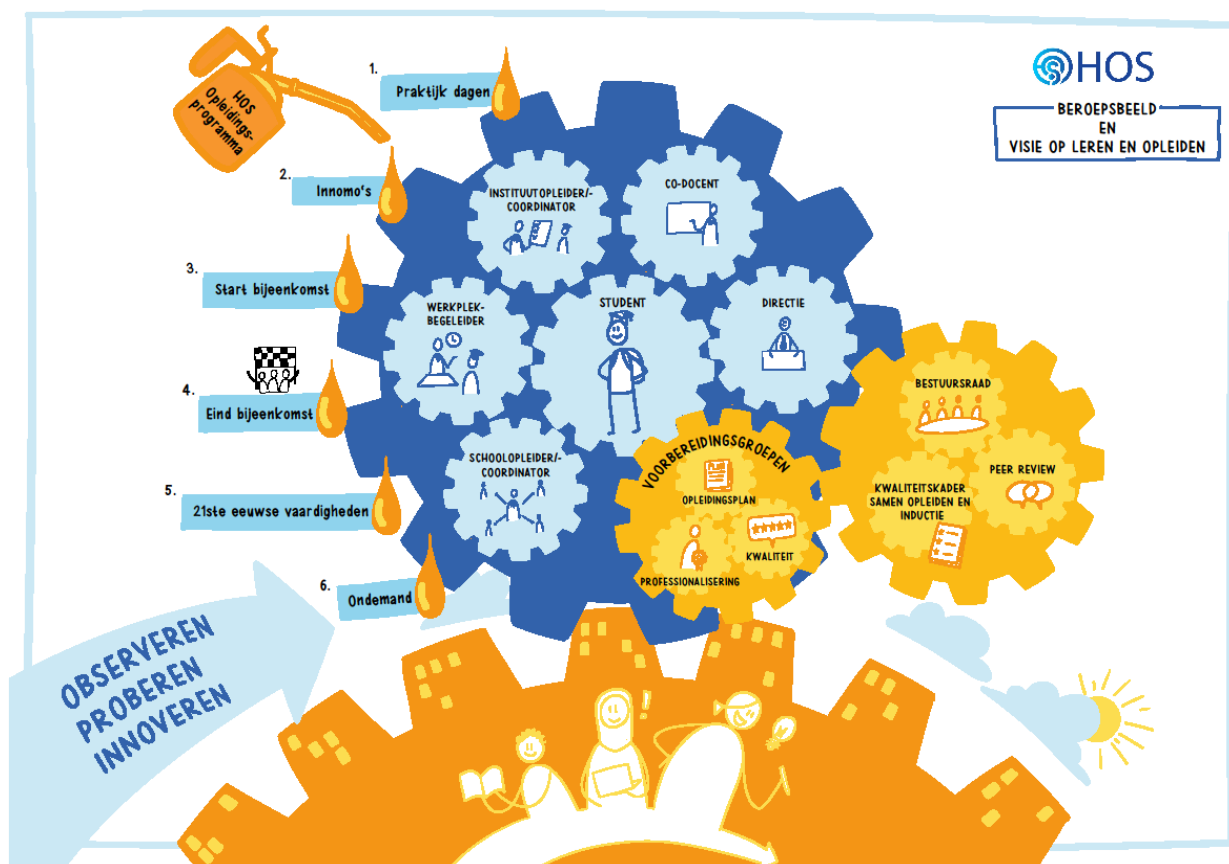 HOS
BEROEPSBEELD
EN
VISIE OP LEREN EN OPLEIDEN
HOS
Opleidings-
programma
1.
Praktijk dagen
2.
Innomo's
3.
Start bijeenkomst
4.
Eind bijeenkomst
5.
21ste eeuwse vaardigheden
6.
Ondemand
INSTITUUTOPLEIDER/-
COORDINATOR
CO-DOCENT
WERKPLEK-
BEGELEIDER
STUDENT
DIRECTIE
SCHOOLOPLEIDER/-
COORDINATOR
VOORBEREIDINGSGROEPEN
OPLEIDINGSPLAN
KWALITEIT
PROFESSIONALISERING
BESTUURSRAAD
PEER REVIEW
KWALITEITSKADER
SAMEN OPLEIDEN EN
INDUCTIE
OBSERVEREN
PROBEREN
INNOVEREN
!